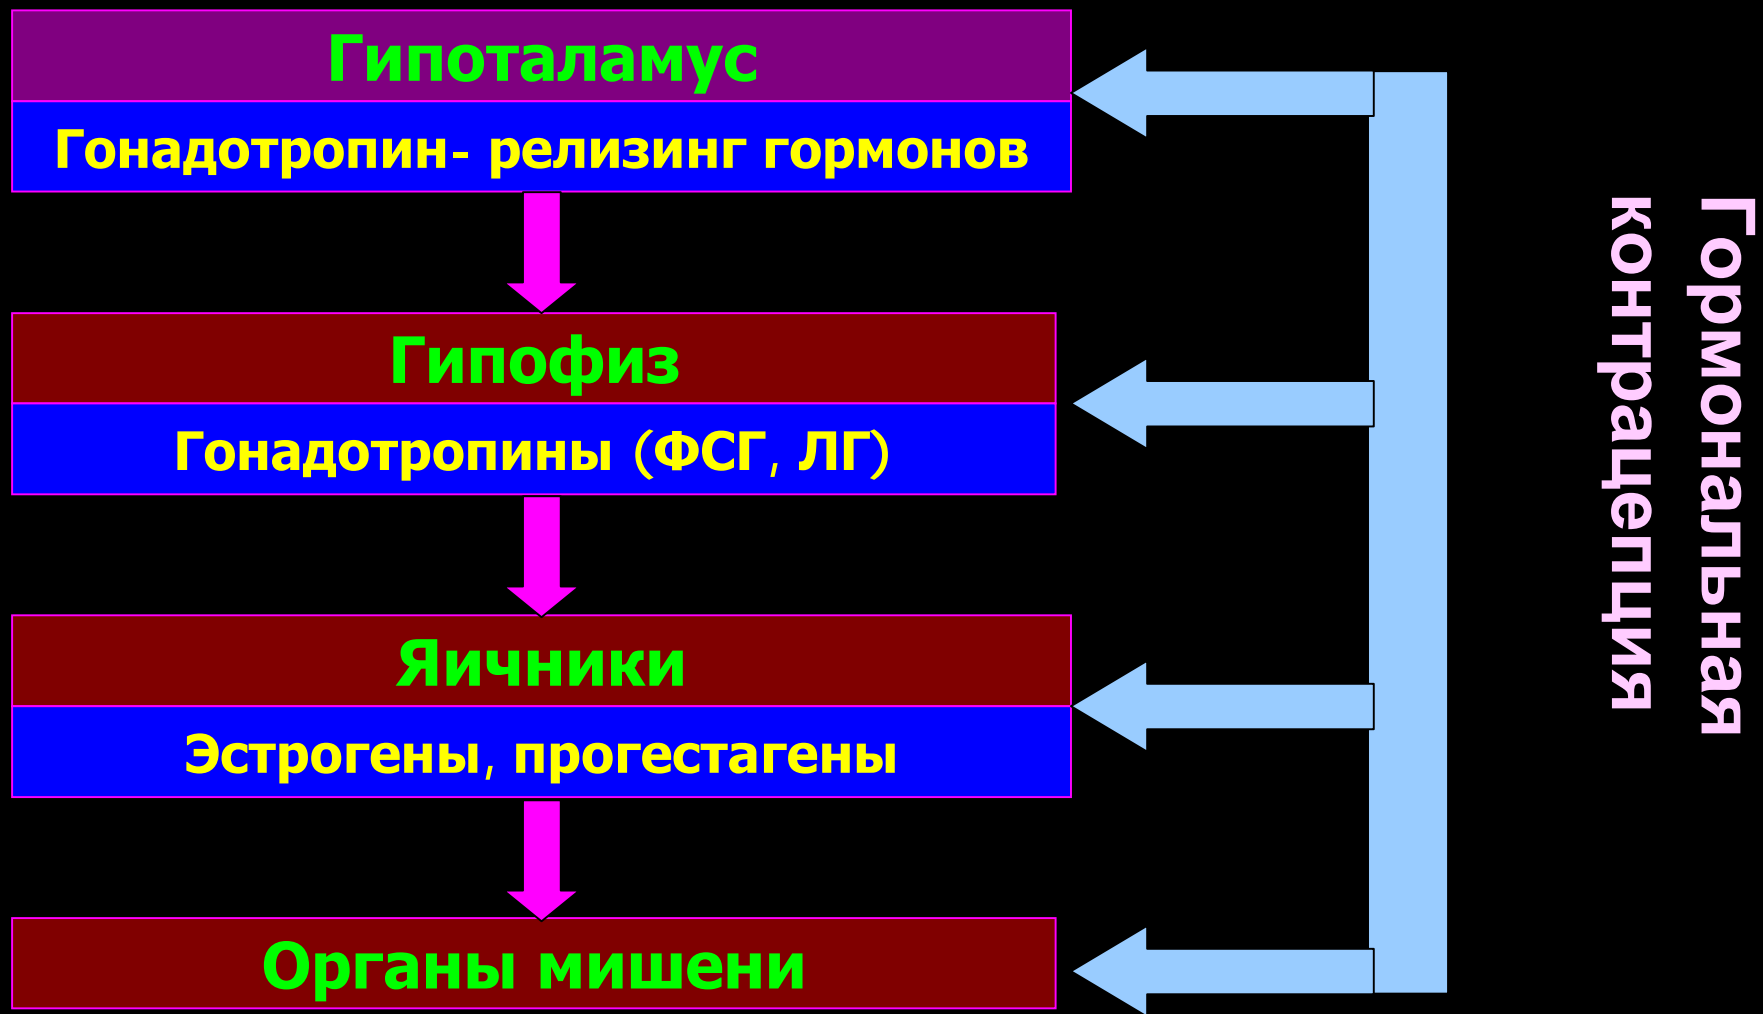 Гипоталамус
Гонадотропин- релизинг гормонов
Гипофиз
Гонадотропины (ФСГ, ЛГ)
Яичники
Эстрогены, прогестагены
Органы мишени
Гормональная
контрацепция